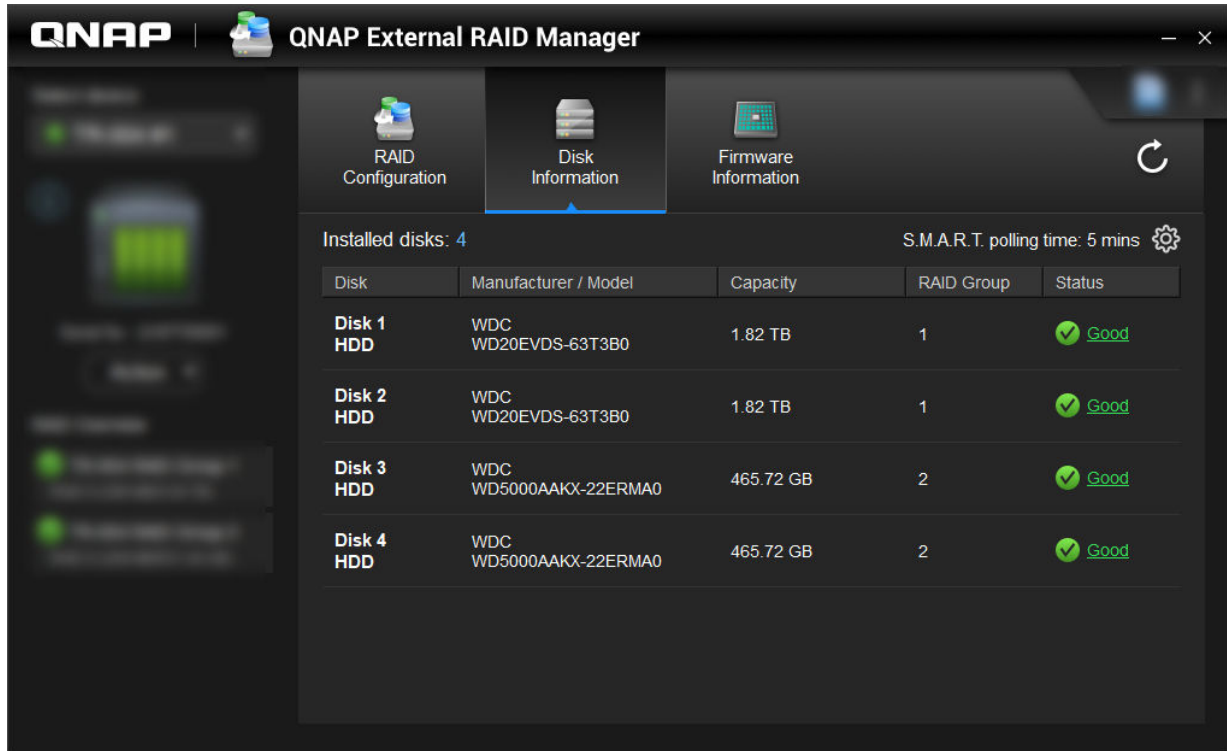 QNAP
QNAP External RAID Manager
RAID
Configuration
Disk
Information
Firmware
Information
Installed disks: 4
S.M.A.R.T. polling time: 5 mins
Disk Manufacturer / Model Capacity RAID Group Status
Disk 1
HDD
WDC
WD20EVDS-63T3B0
1.82 TB
1
Good
Disk 2
HDD
WDC
WD20EVDS-63T3B0
1.82 TB
1
Good
Disk 3
HDD
WDC
WD5000AAKX-22ERMA0
465.72 GB
2
Good
Disk 4
HDD
WDC
WD5000AAKX-22ERMA0
465.72 GB
2
Good